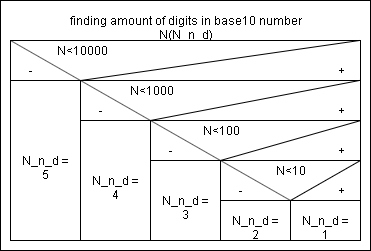 finding amount of digits in base10 number
N(N_n_d)
N<10000
- +
N<1000
- +
N<100
- +
N<10
- +
N_n_d =
5
N_n_d =
4
N_n_d =
3
N_n_d =
2
N_n_d =
1